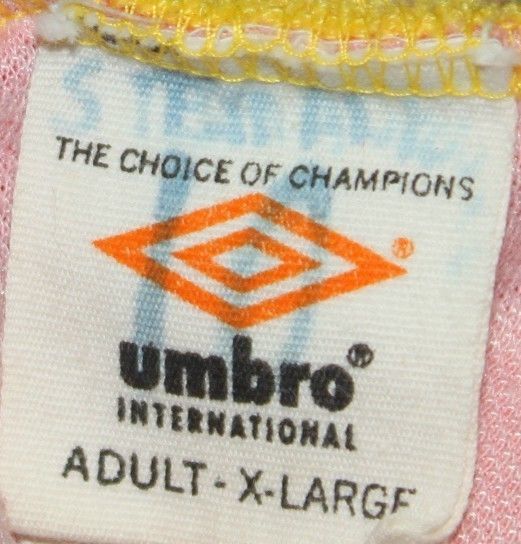 THE CHOICE OF CHAMPIONS
®
umbro®
INTERNATIONAL
ADULT - X-LARGE